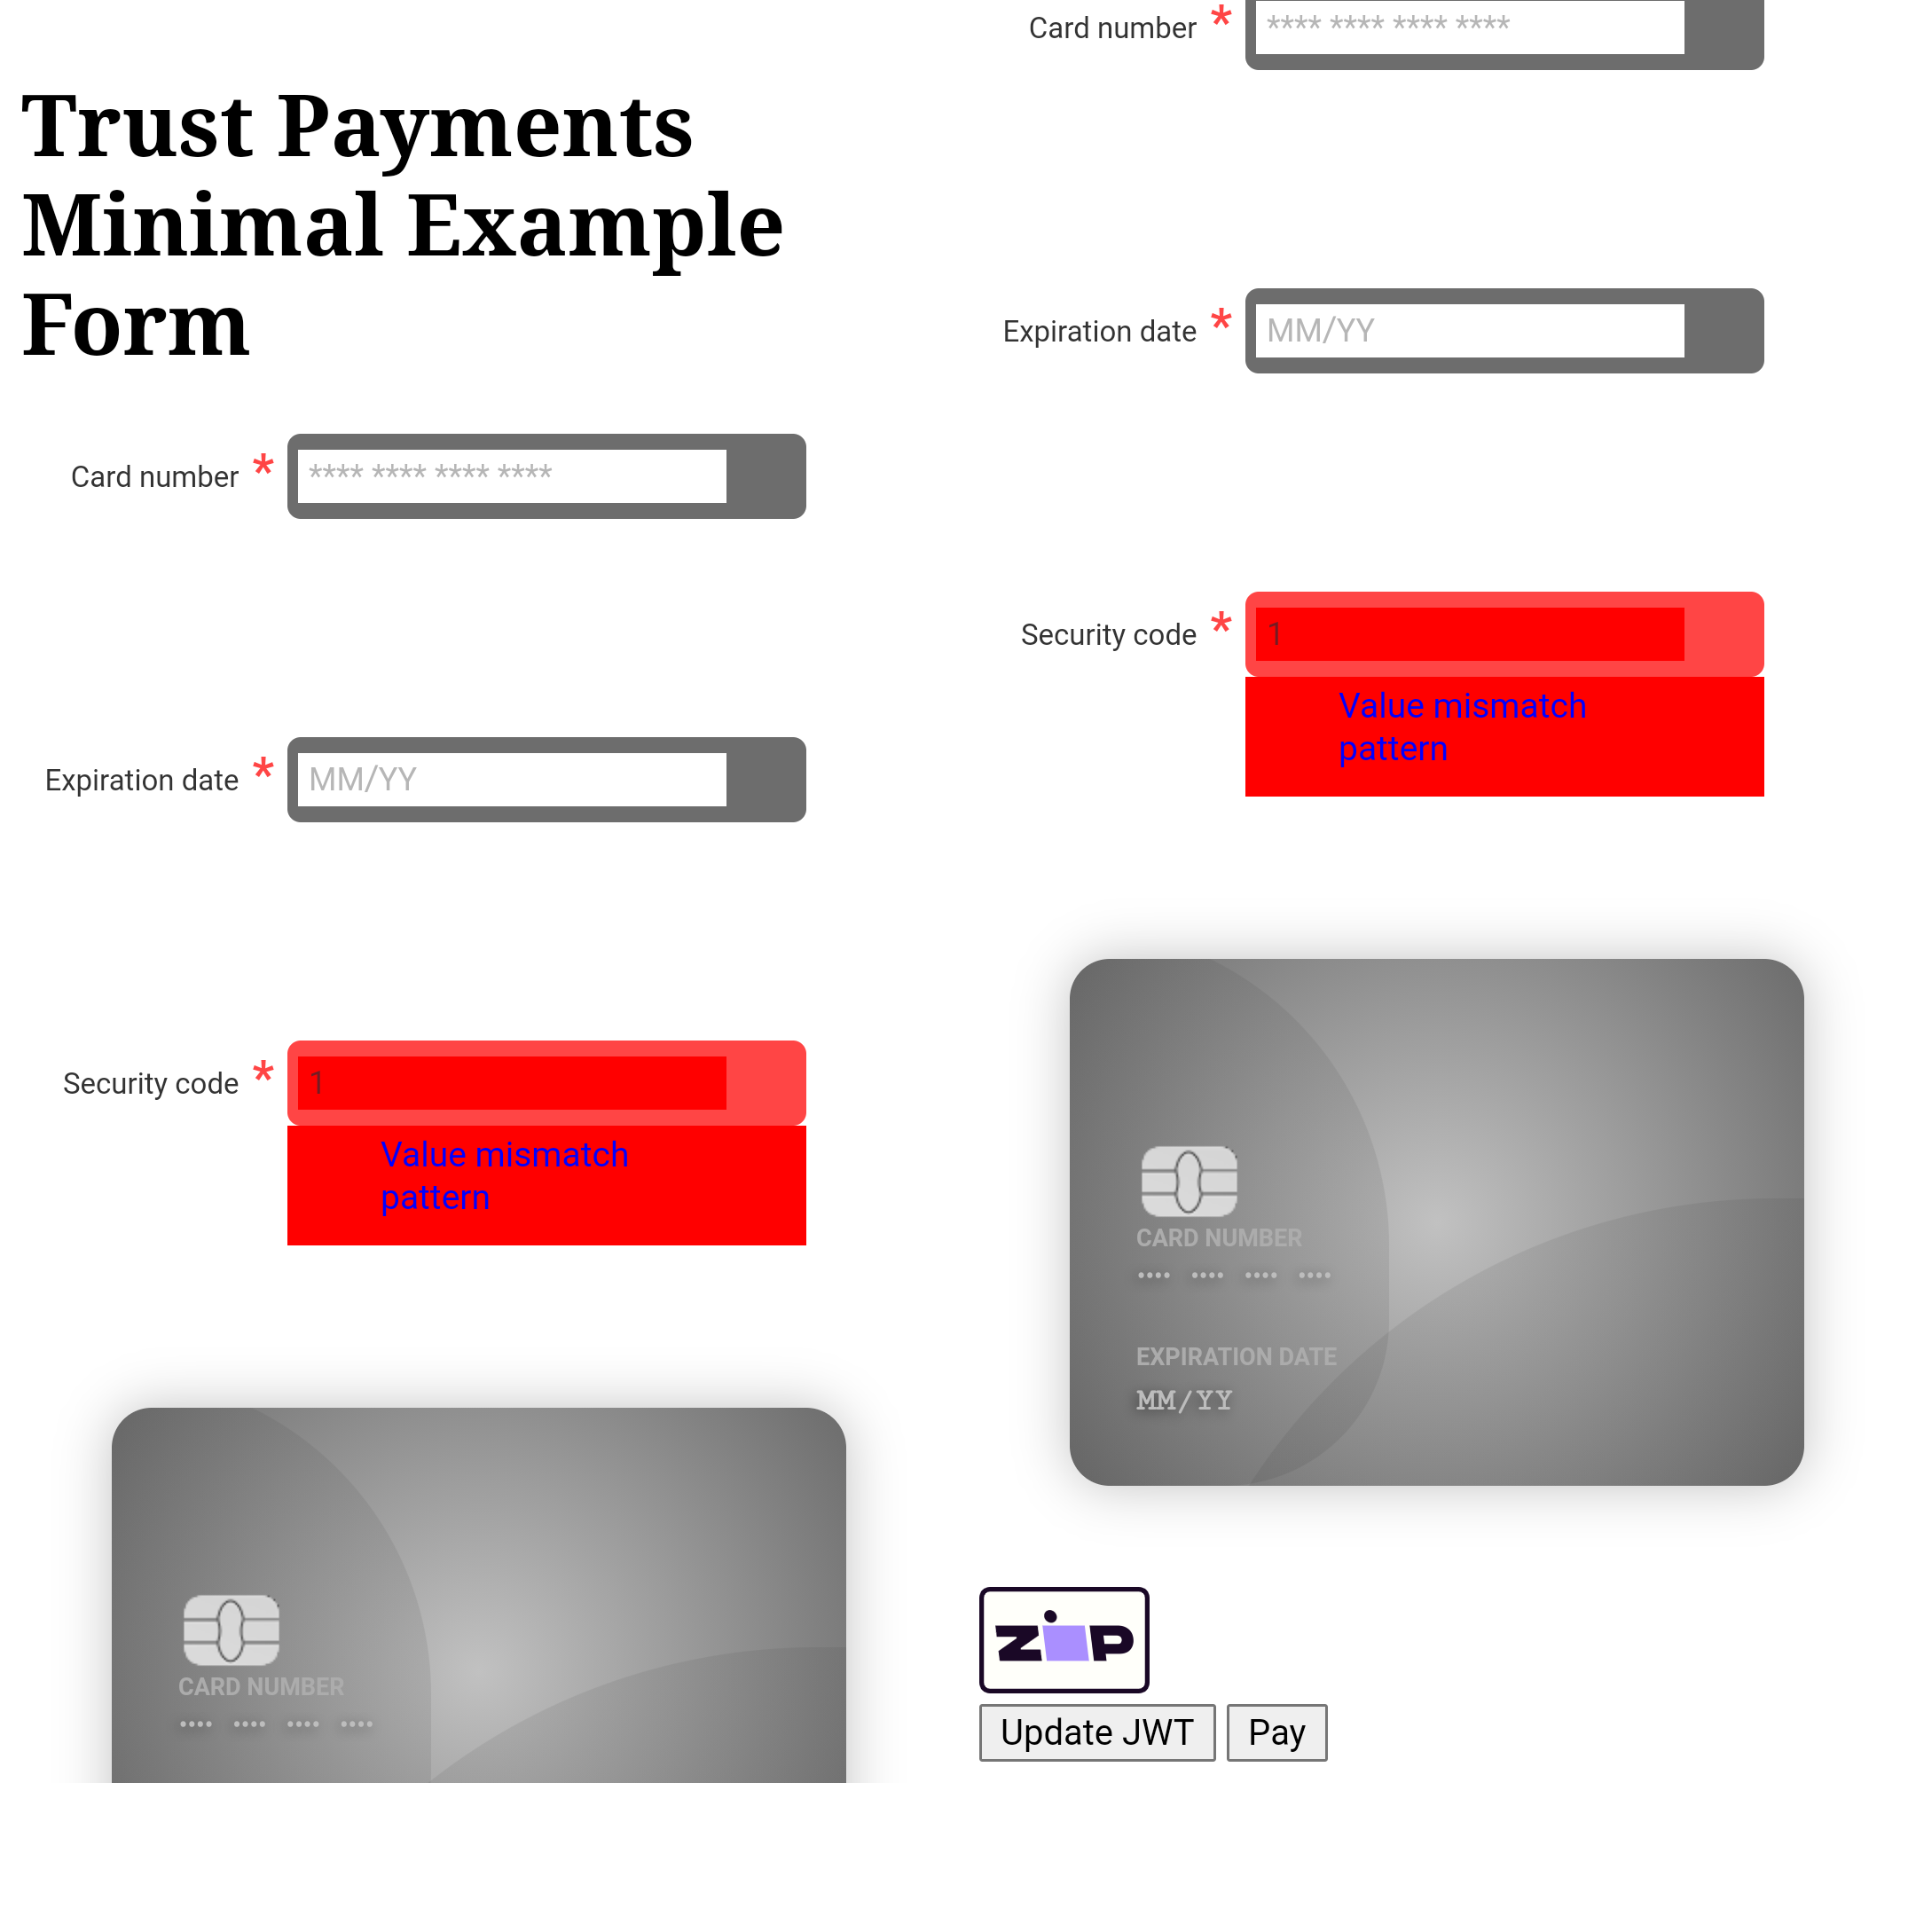 Trust Payments
Minimal Example
Form
Card number *
**** **** **** ****
Expiration date *
MM/YY
Security code *
1
Value mismatch
pattern
CARD NUMBER
•••• •••• •••• ••••
Card number *
**** **** **** ****
Expiration date *
MM/YY
Security code *
1
Value mismatch
pattern
CARD NUMBER
•••• •••• •••• ••••
EXPIRATION DATE
MM/YY
zip
Update JWT
Pay